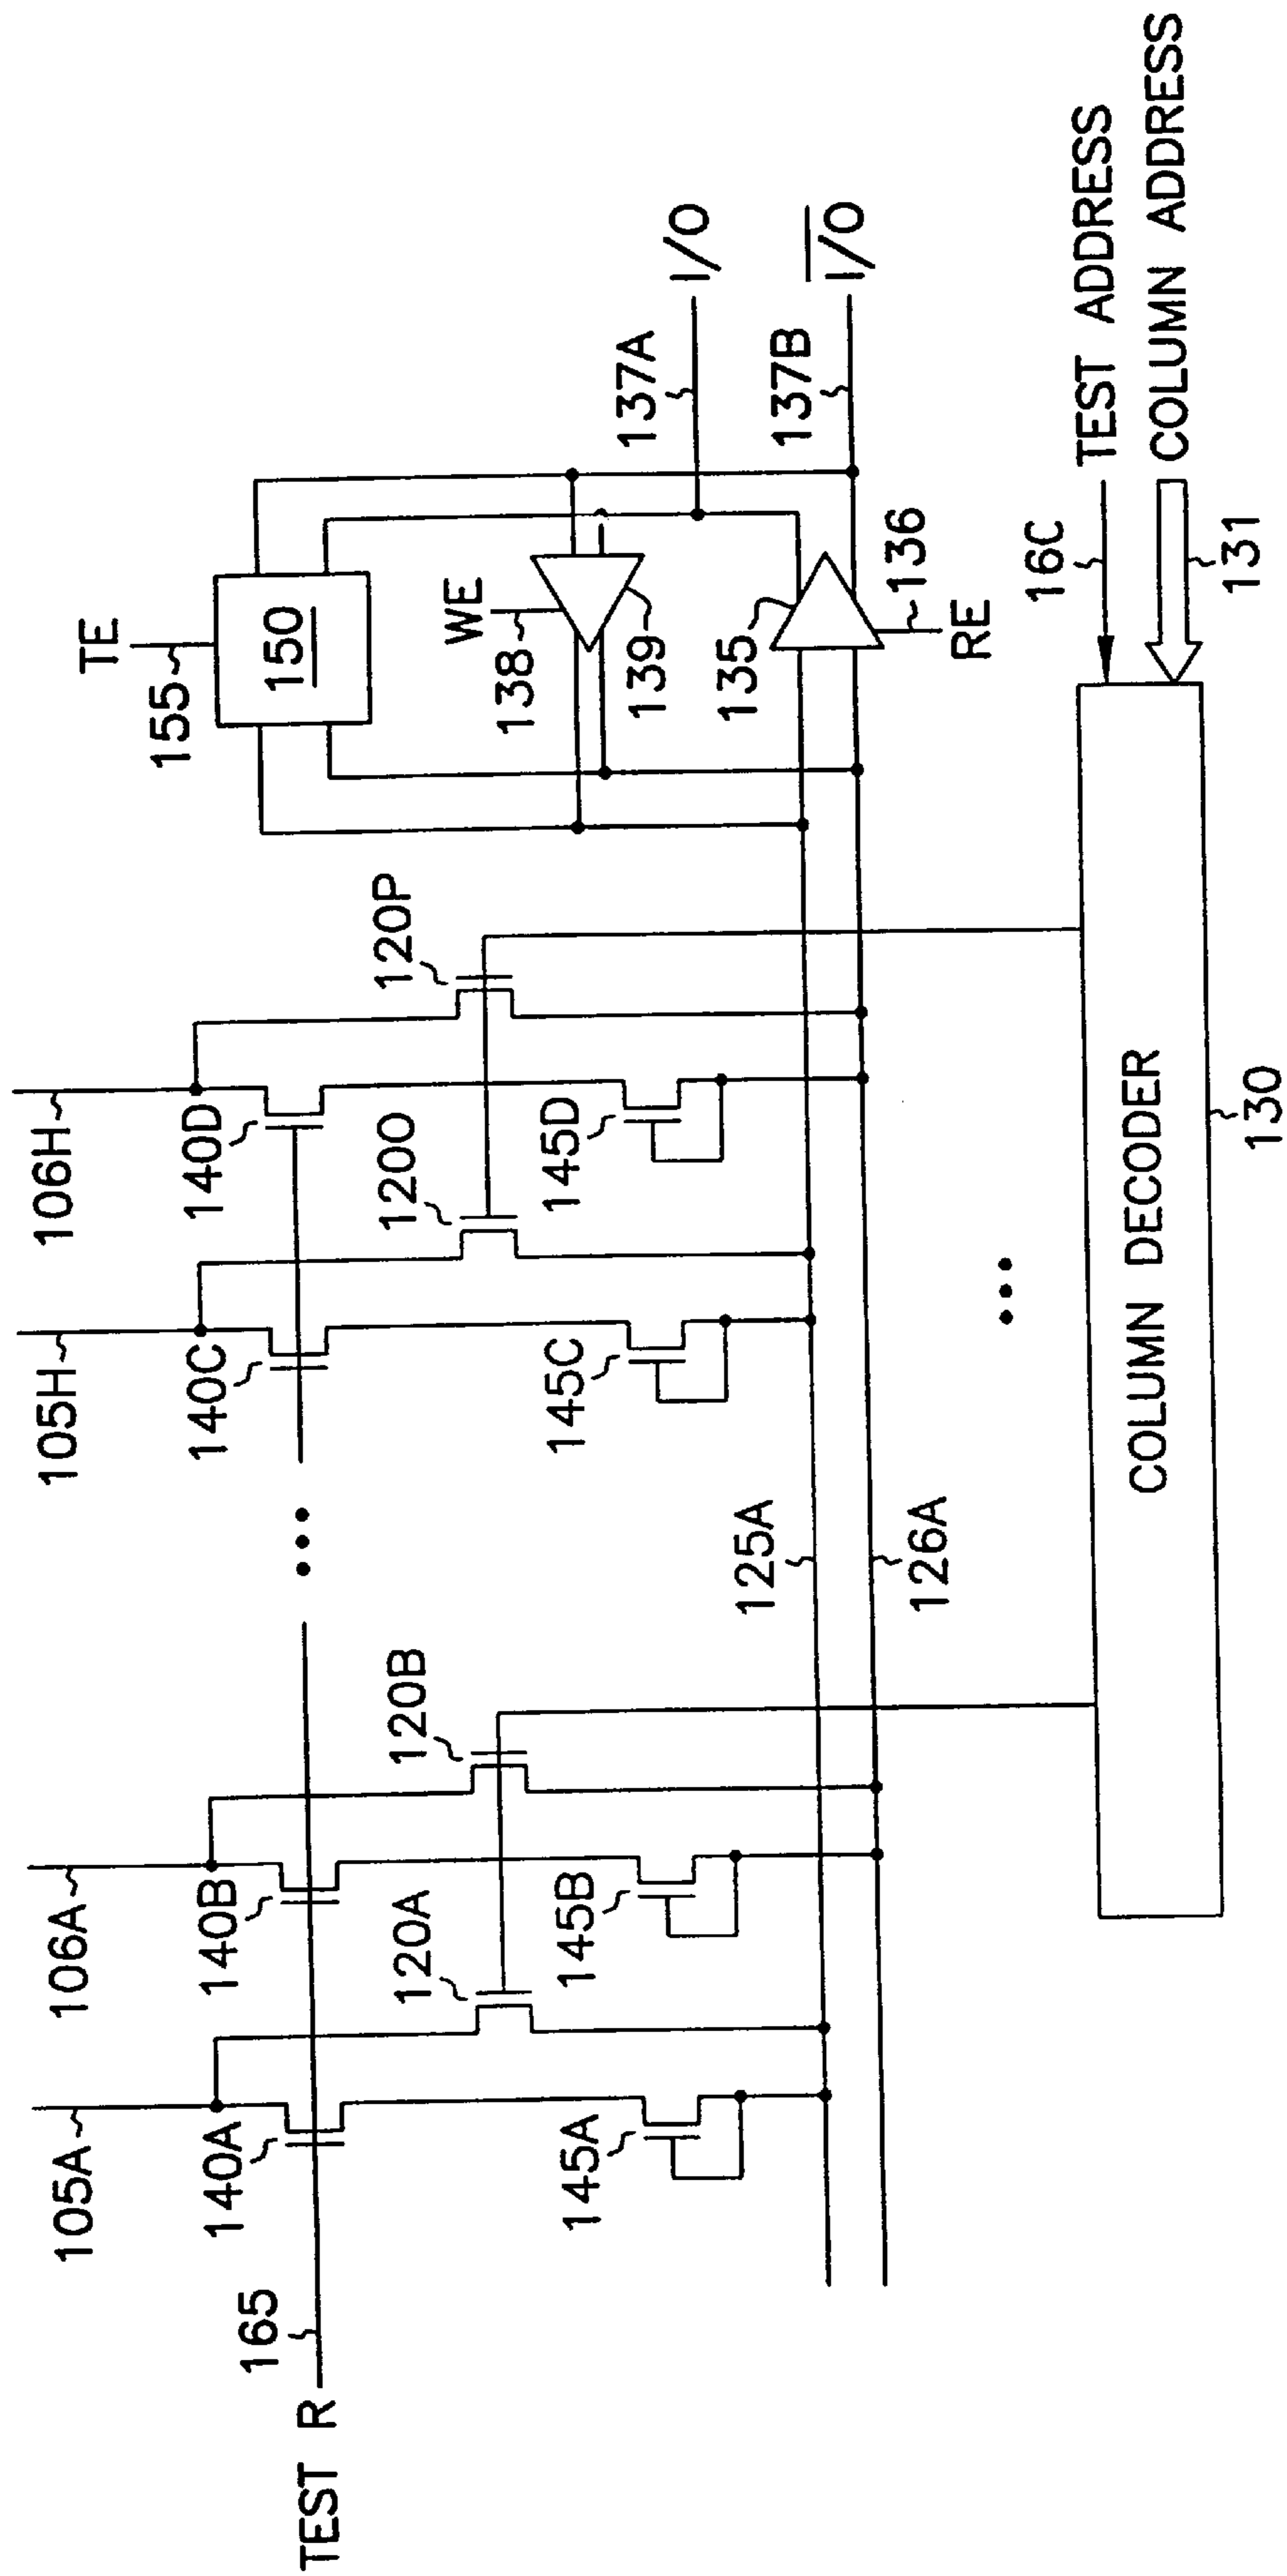 TEST R
165
105A
106A
105H
106H
140A
140B
140C
140D
120A
120B
120O
120P
145A
145B
145C
145D
125A
126A
TE
155
150
WE
138
139
135
136
RE
137A
I/O
137B
I/O
16C
TEST ADDRESS
COLUMN ADDRESS
131
COLUMN DECODER
130